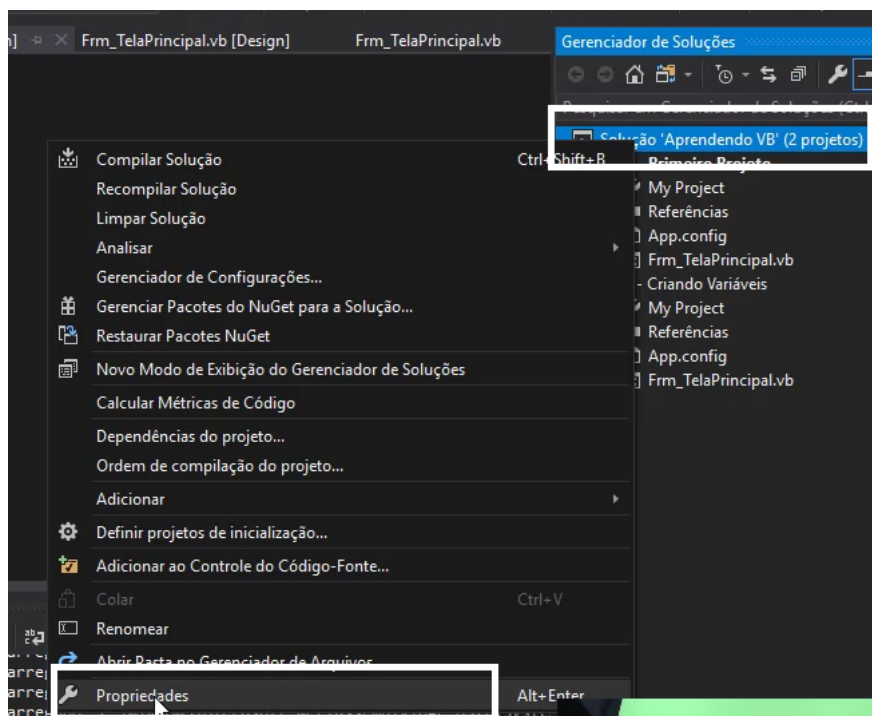 Frm_TelaPrincipal.vb [Design]
Frm_TelaPrincipal.vb
Gerenciador de Soluções
Solução 'Aprendendo VB' (2 projetos)
Primeiro Projeto
My Project
Referências
App.config
Frm_TelaPrincipal.vb
- Criando Variáveis
My Project
Referências
App.config
Frm_TelaPrincipal.vb
Compilar Solução Ctrl+Shift+B
Recompilar Solução
Limpar Solução
Analisar
Gerenciador de Configurações...
Gerenciar Pacotes do NuGet para a Solução...
Restaurar Pacotes NuGet
Novo Modo de Exibição do Gerenciador de Soluções
Calcular Métricas de Código
Dependências do projeto...
Ordem de compilação do projeto...
Adicionar
Definir projetos de inicialização...
Adicionar ao Controle do Código-Fonte...
Colar Ctrl+V
Renomear
Abrir Pasta no Gerenciador de Arquivos
Propriedades Alt+Enter